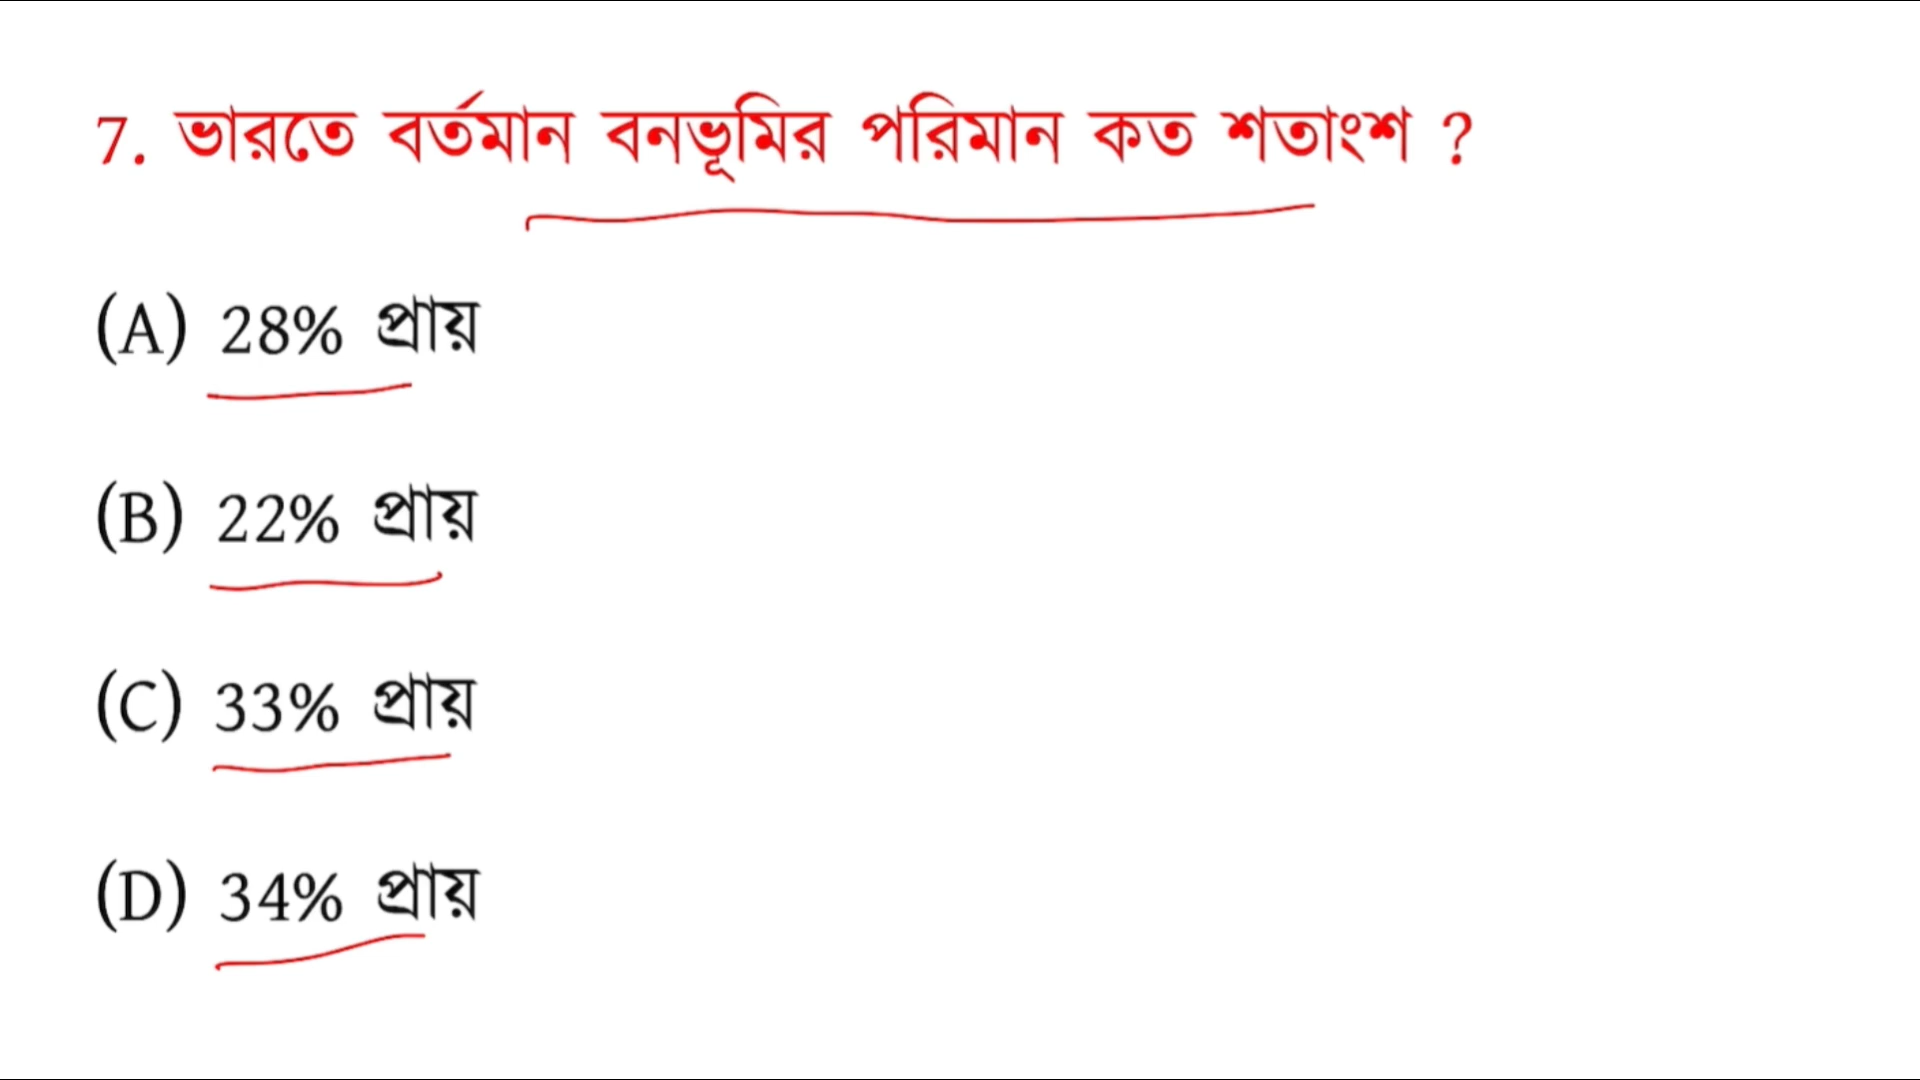 7. ভারতে বর্তমান বনভূমির পরিমান কত শতাংশ ?
(A) 28% প্রায়
(B) 22% প্রায়
(C) 33% প্রায়
(D) 34% প্রায়